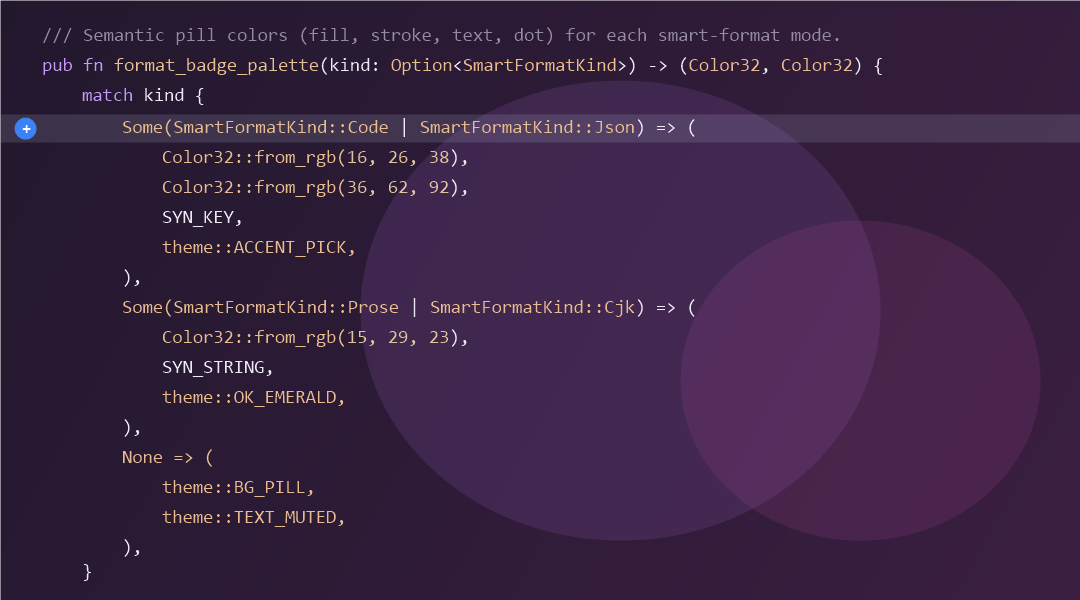 /// Semantic pill colors (fill, stroke, text, dot) for each smart-format mode.
pub fn format_badge_palette(kind: Option<SmartFormatKind>) -> (Color32, Color32) {
    match kind {
        Some(SmartFormatKind::Code | SmartFormatKind::Json) => (
            Color32::from_rgb(16, 26, 38),
            Color32::from_rgb(36, 62, 92),
            SYN_KEY,
            theme::ACCENT_PICK,
        ),
        Some(SmartFormatKind::Prose | SmartFormatKind::Cjk) => (
            Color32::from_rgb(15, 29, 23),
            SYN_STRING,
            theme::OK_EMERALD,
        ),
        None => (
            theme::BG_PILL,
            theme::TEXT_MUTED,
        ),
    }